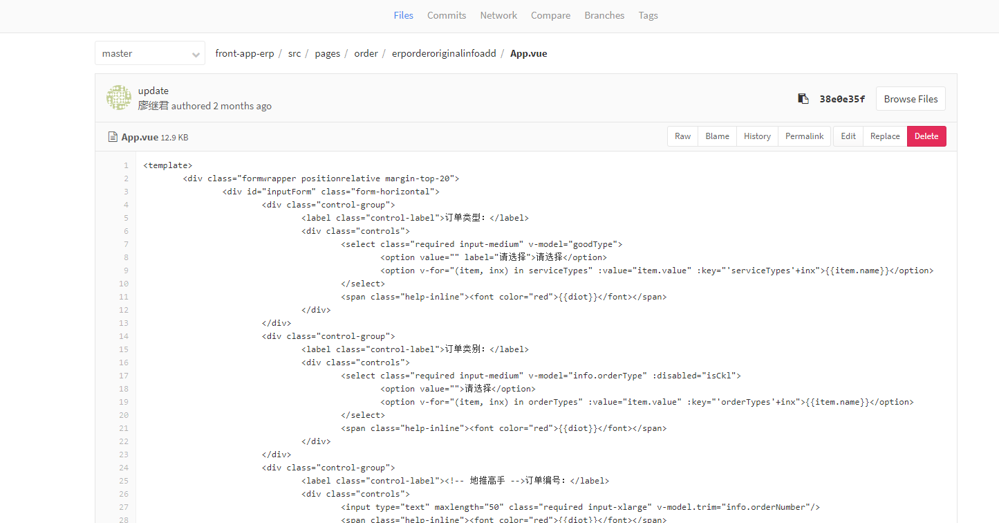 Files Commits Network Compare Branches Tags
master front-app-erp / src / pages / order / erporderoriginalinfoadd / App.vue
update
廖继君 authored 2 months ago
38e0e35f Browse Files
App.vue 12.9 KB Raw Blame History Permalink Edit Replace Delete
1 <template>
2 <div class="formwrapper positionrelative margin-top-20">
3 <div id="inputForm" class="form-horizontal">
4 <div class="control-group">
5 <label class="control-label">订单类型：</label>
6 <div class="controls">
7 <select class="required input-medium" v-model="goodType">
8 <option value="" label="请选择">请选择</option>
9 <option v-for="(item, inx) in serviceTypes" :value="item.value" :key="'serviceTypes'+inx">{{item.name}}</option>
10 </select>
11 <span class="help-inline"><font color="red">{{diot}}</font></span>
12 </div>
13 </div>
14 <div class="control-group">
15 <label class="control-label">订单类别：</label>
16 <div class="controls">
17 <select class="required input-medium" v-model="info.orderType" :disabled="isCkl">
18 <option value="">请选择</option>
19 <option v-for="(item, inx) in orderTypes" :value="item.value" :key="'orderTypes'+inx">{{item.name}}</option>
20 </select>
21 <span class="help-inline"><font color="red">{{diot}}</font></span>
22 </div>
23 </div>
24 <div class="control-group">
25 <label class="control-label"><!-- 地推高手 -->订单编号：</label>
26 <div class="controls">
27 <input type="text" maxlength="50" class="required input-xlarge" v-model.trim="info.orderNumber"/>
28 <span class="help-inline"><font color="red">{{diot}}</font></span>